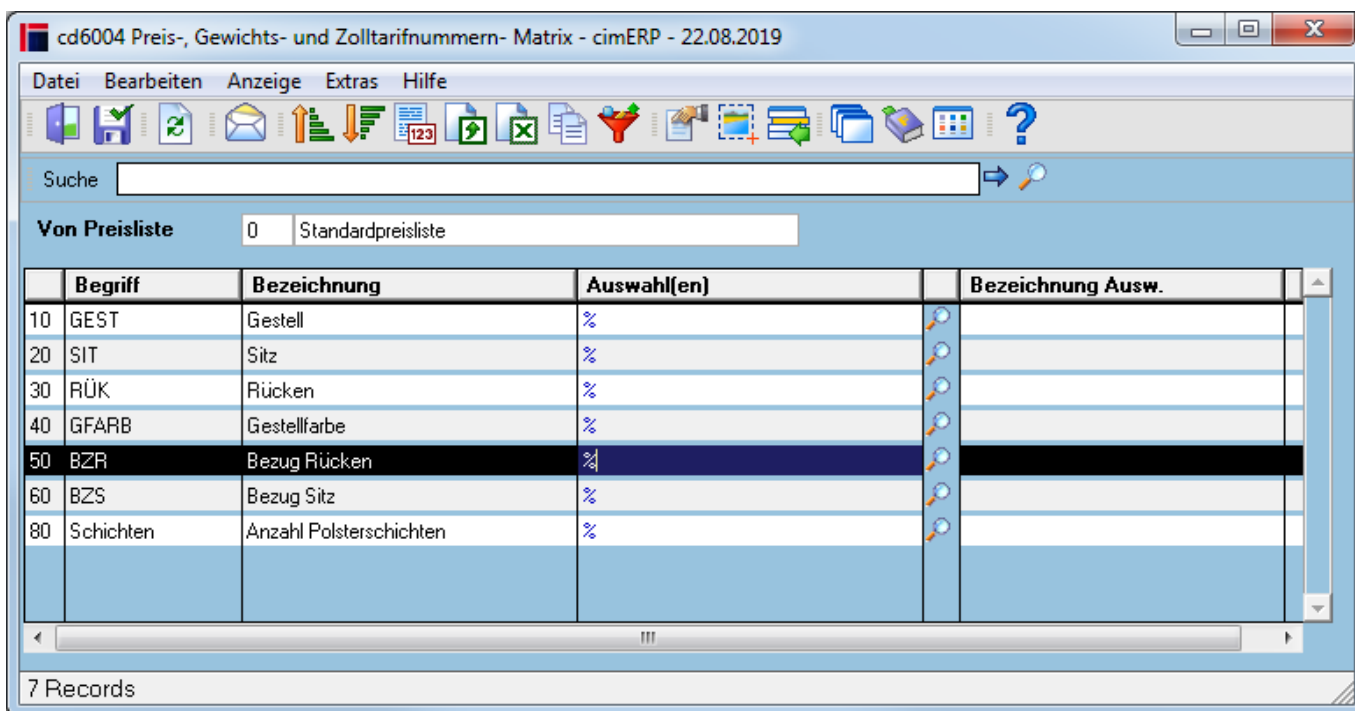 cd6004 Preis-, Gewichts- und Zolltarifnummern- Matrix - cimERP - 22.08.2019
Datei Bearbeiten Anzeige Extras Hilfe
123
Suche
Von Preisliste 0 Standardpreisliste
Begriff Bezeichnung Auswahl(en) Bezeichnung Ausw.
10 GEST Gestell %
20 SIT Sitz %
30 RÜK Rücken %
40 GFARB Gestellfarbe %
50 BZR Bezug Rücken %
60 BZS Bezug Sitz %
80 Schichten Anzahl Polsterschichten %
7 Records